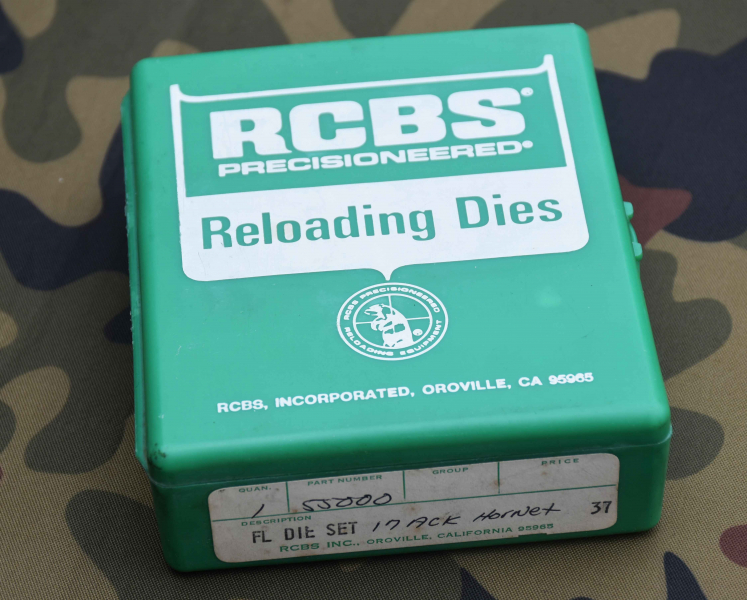 RCBS®
PRECISIONEERED®
Reloading Dies
RCBS PRECISIONEERED
RELOADING EQUIPMENT
®
RCBS, INCORPORATED, OROVILLE, CA 95965
QUAN. PART NUMBER GROUP PRICE
1 55000
DESCRIPTION
FL DIE SET 17 ACK HorNet 37
RCBS INC., OROVILLE, CALIFORNIA 95965